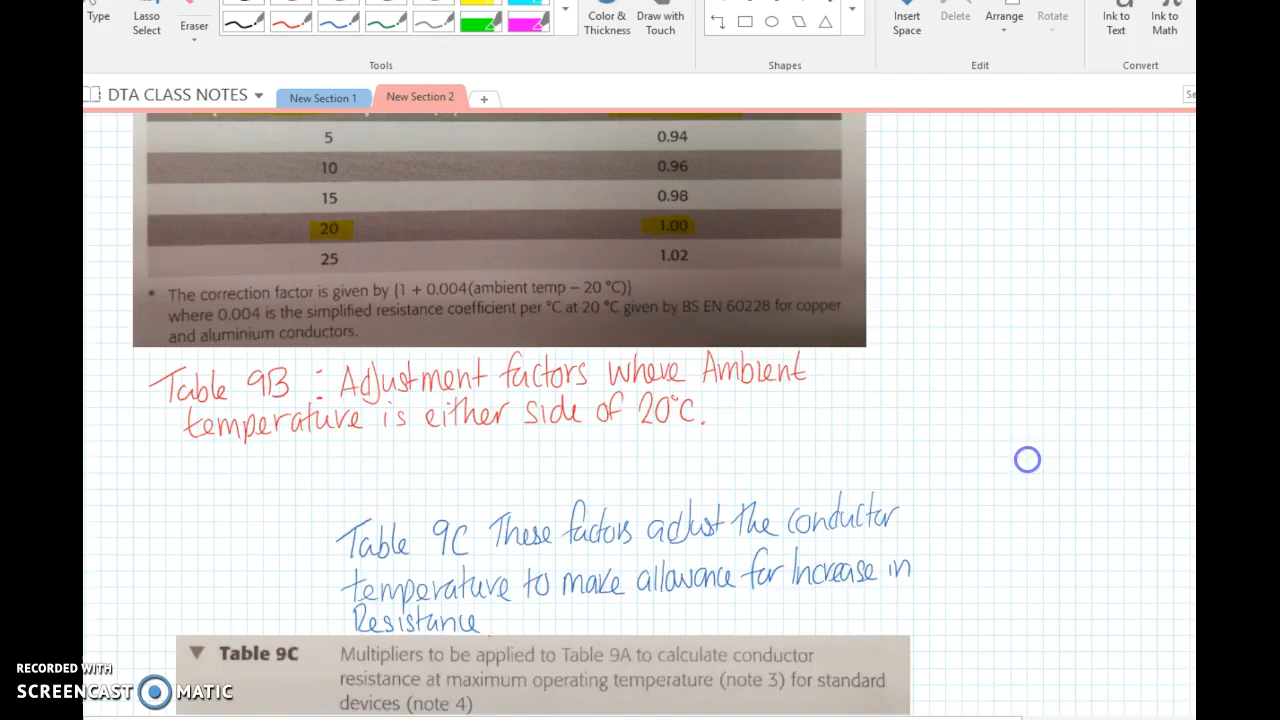 Type
Lasso
Select
Eraser
Color &
Thickness
Draw with
Touch
Insert
Space
Delete
Arrange
Rotate
Ink to
Text
Ink to
Math
Tools
Shapes
Edit
Convert
DTA CLASS NOTES
New Section 1
New Section 2
5 0.94
10 0.96
15 0.98
20 1.00
25 1.02
* The correction factor is given by {1 + 0.004(ambient temp – 20 °C)}
where 0.004 is the simplified resistance coefficient per °C at 20 °C given by BS EN 60228 for copper
and aluminium conductors.
Table 9B : Adjustment factors where Ambient
temperature is either side of 20°C.
Table 9C These factors adjust the conductor
temperature to make allowance for Increase in
Resistance
Table 9C Multipliers to be applied to Table 9A to calculate conductor
resistance at maximum operating temperature (note 3) for standard
devices (note 4)
RECORDED WITH
SCREENCAST MATIC